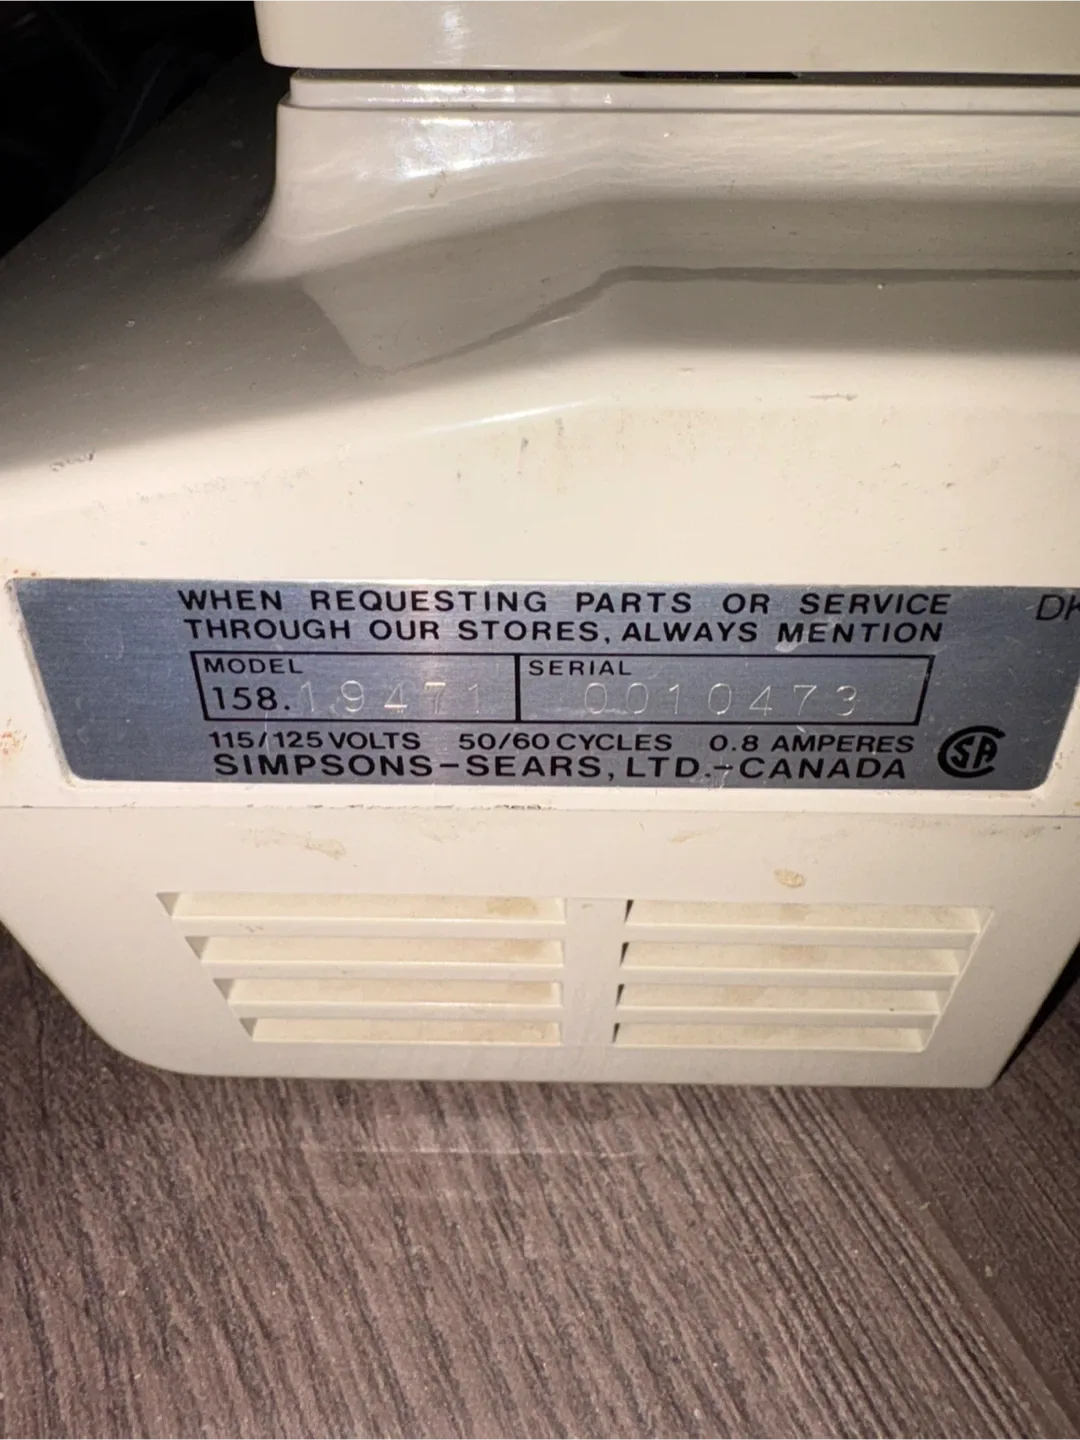 WHEN REQUESTING PARTS OR SERVICE
THROUGH OUR STORES, ALWAYS MENTION
MODEL
158.19471
SERIAL
0010473
115/125 VOLTS 50/60 CYCLES 0.8 AMPERES
SIMPSONS-SEARS, LTD.-CANADA